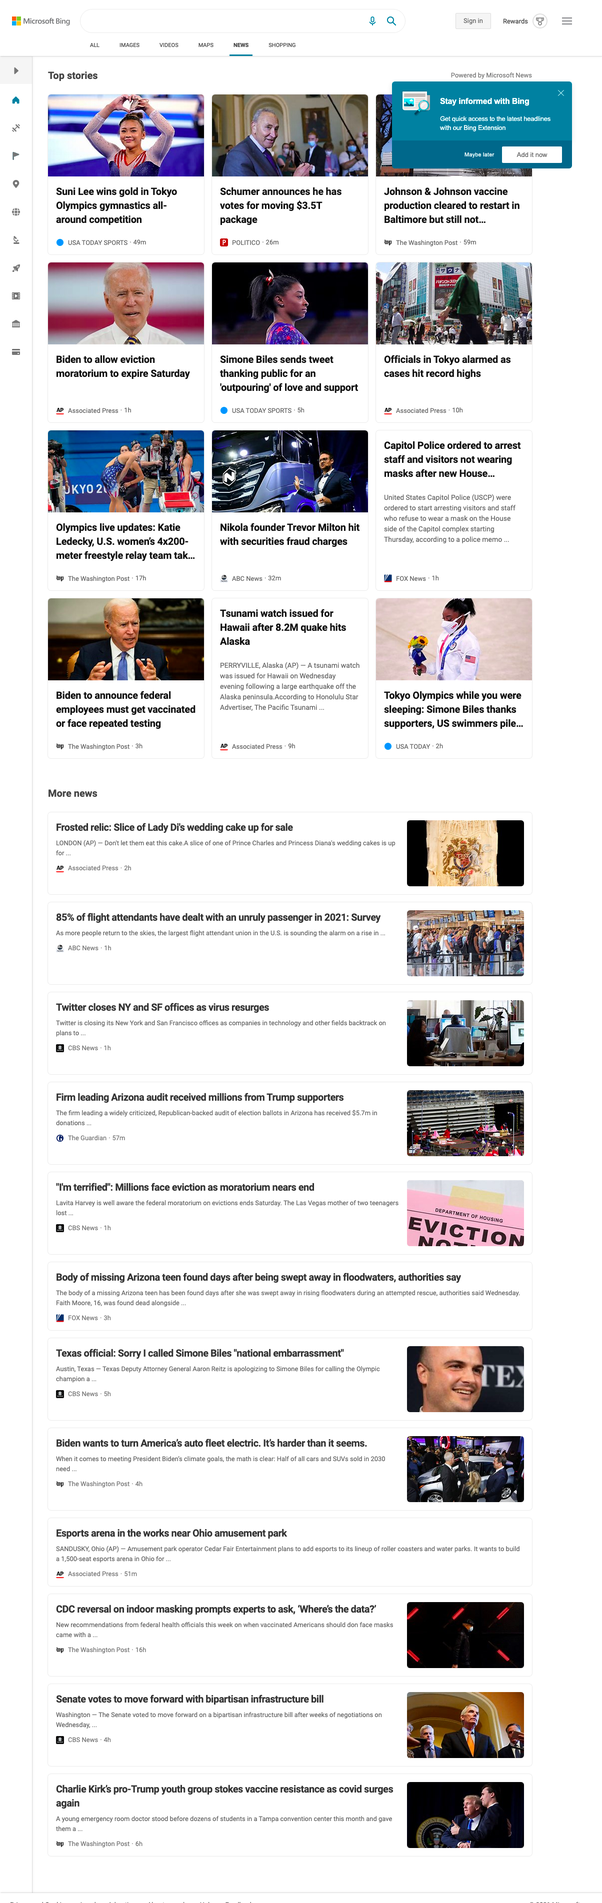 Microsoft Bing
Sign in
Rewards
ALL
IMAGES
VIDEOS
MAPS
NEWS
SHOPPING
Top stories
Powered by Microsoft News
Stay informed with Bing
Get quick access to the latest headlines
with our Bing Extension
Maybe later
Add it now
Suni Lee wins gold in Tokyo
Olympics gymnastics all-
around competition
USA TODAY SPORTS · 49m
Schumer announces he has
votes for moving $3.5T
package
POLITICO · 26m
Johnson & Johnson vaccine
production cleared to restart in
Baltimore but still not...
The Washington Post · 59m
Biden to allow eviction
moratorium to expire Saturday
Associated Press · 1h
Simone Biles sends tweet
thanking public for an
'outpouring' of love and support
USA TODAY SPORTS · 5h
Officials in Tokyo alarmed as
cases hit record highs
Associated Press · 10h
Olympics live updates: Katie
Ledecky, U.S. women's 4x200-
meter freestyle relay team tak...
The Washington Post · 17h
Nikola founder Trevor Milton hit
with securities fraud charges
ABC News · 32m
Capitol Police ordered to arrest
staff and visitors not wearing
masks after new House...
United States Capitol Police (USCP) were
ordered to start arresting visitors and staff
who refuse to wear a mask on the House
side of the Capitol complex starting
Thursday, according to a police memo ...
FOX News · 1h
Biden to announce federal
employees must get vaccinated
or face repeated testing
The Washington Post · 3h
Tsunami watch issued for
Hawaii after 8.2M quake hits
Alaska
PERRYVILLE, Alaska (AP) — A tsunami watch
was issued for Hawaii on Wednesday
evening following a large earthquake off the
Alaska peninsula.According to Honolulu Star
Advertiser, The Pacific Tsunami ...
Associated Press · 9h
Tokyo Olympics while you were
sleeping: Simone Biles thanks
supporters, US swimmers pile...
USA TODAY · 2h
More news
Frosted relic: Slice of Lady Di's wedding cake up for sale
LONDON (AP) — Don't let them eat this cake.A slice of one of Prince Charles and Princess Diana's wedding cakes is up
for ...
Associated Press · 2h
85% of flight attendants have dealt with an unruly passenger in 2021: Survey
As more people return to the skies, the largest flight attendant union in the U.S. is sounding the alarm on a rise in ...
ABC News · 1h
Twitter closes NY and SF offices as virus resurges
Twitter is closing its New York and San Francisco offices as companies in technology and other fields backtrack on
plans to ...
CBS News · 1h
Firm leading Arizona audit received millions from Trump supporters
The firm leading a widely criticized, Republican-backed audit of election ballots in Arizona has received $5.7m in
donations ...
The Guardian · 57m
"I'm terrified": Millions face eviction as moratorium nears end
Lavita Harvey is well aware the federal moratorium on evictions ends Saturday. The Las Vegas mother of two teenagers
lost ...
CBS News · 1h
DEPARTMENT OF HOUSING
EVICTION
Body of missing Arizona teen found days after being swept away in floodwaters, authorities say
The body of a missing Arizona teen has been found days after she was swept away in rising floodwaters during an attempted rescue, authorities said Wednesday.
Faith Moore, 16, was found dead alongside ...
FOX News · 3h
Texas official: Sorry I called Simone Biles "national embarrassment"
Austin, Texas — Texas Deputy Attorney General Aaron Reitz is apologizing to Simone Biles for calling the Olympic
champion a ...
CBS News · 5h
Biden wants to turn America's auto fleet electric. It's harder than it seems.
When it comes to meeting President Biden's climate goals, the math is clear: Half of all cars and SUVs sold in 2030
need ...
The Washington Post · 4h
Esports arena in the works near Ohio amusement park
SANDUSKY, Ohio (AP) — Amusement park operator Cedar Fair Entertainment plans to add esports to its lineup of roller coasters and water parks. It wants to build
a 1,500-seat esports arena in Ohio for ...
Associated Press · 51m
CDC reversal on indoor masking prompts experts to ask, 'Where's the data?'
New recommendations from federal health officials this week on when vaccinated Americans should don face masks
came with a ...
The Washington Post · 16h
Senate votes to move forward with bipartisan infrastructure bill
Washington — The Senate voted to move forward on a bipartisan infrastructure bill after weeks of negotiations on
Wednesday, ...
CBS News · 4h
Charlie Kirk's pro-Trump youth group stokes vaccine resistance as covid surges
again
A young emergency room doctor stood before dozens of students in a Tampa convention center this month and gave
them a ...
The Washington Post · 6h